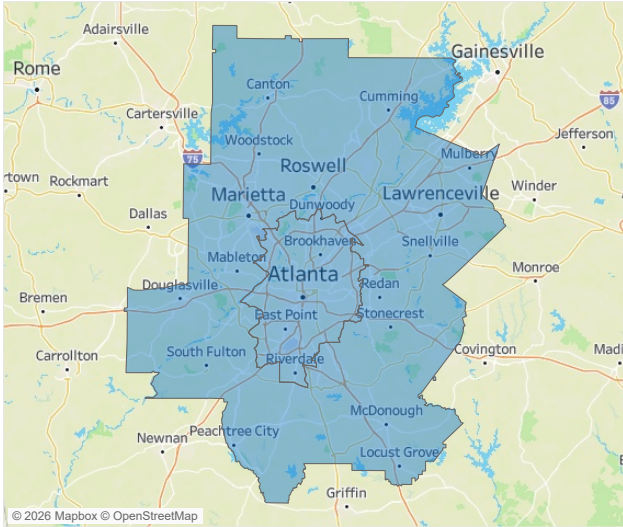 Adairsville
Gainesville
Rome
Canton
Cumming
85
Cartersville
Jefferson
Woodstock
75
Mulberry
Roswell
rtown
Rockmart
Marietta
Lawrenceville
Winder
Dunwoody
Dallas
Brookhaven
Snellville
Mableton
Atlanta
Monroe
Douglasville
Redan
Bremen
East Point
Stonecrest
South Fulton
Riverdale
Carrollton
Covington
Madi
McDonough
Peachtree City
Newnan
Locust Grove
Griffin
© 2026 Mapbox © OpenStreetMap